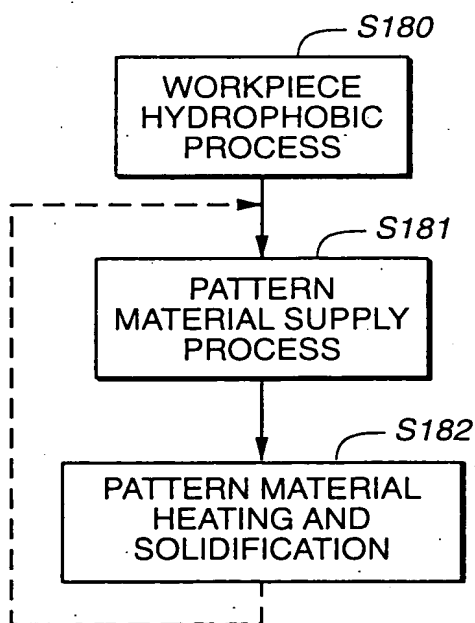 S180
WORKPIECE
HYDROPHOBIC
PROCESS
S181
PATTERN
MATERIAL SUPPLY
PROCESS
S182
PATTERN MATERIAL
HEATING AND
SOLIDIFICATION